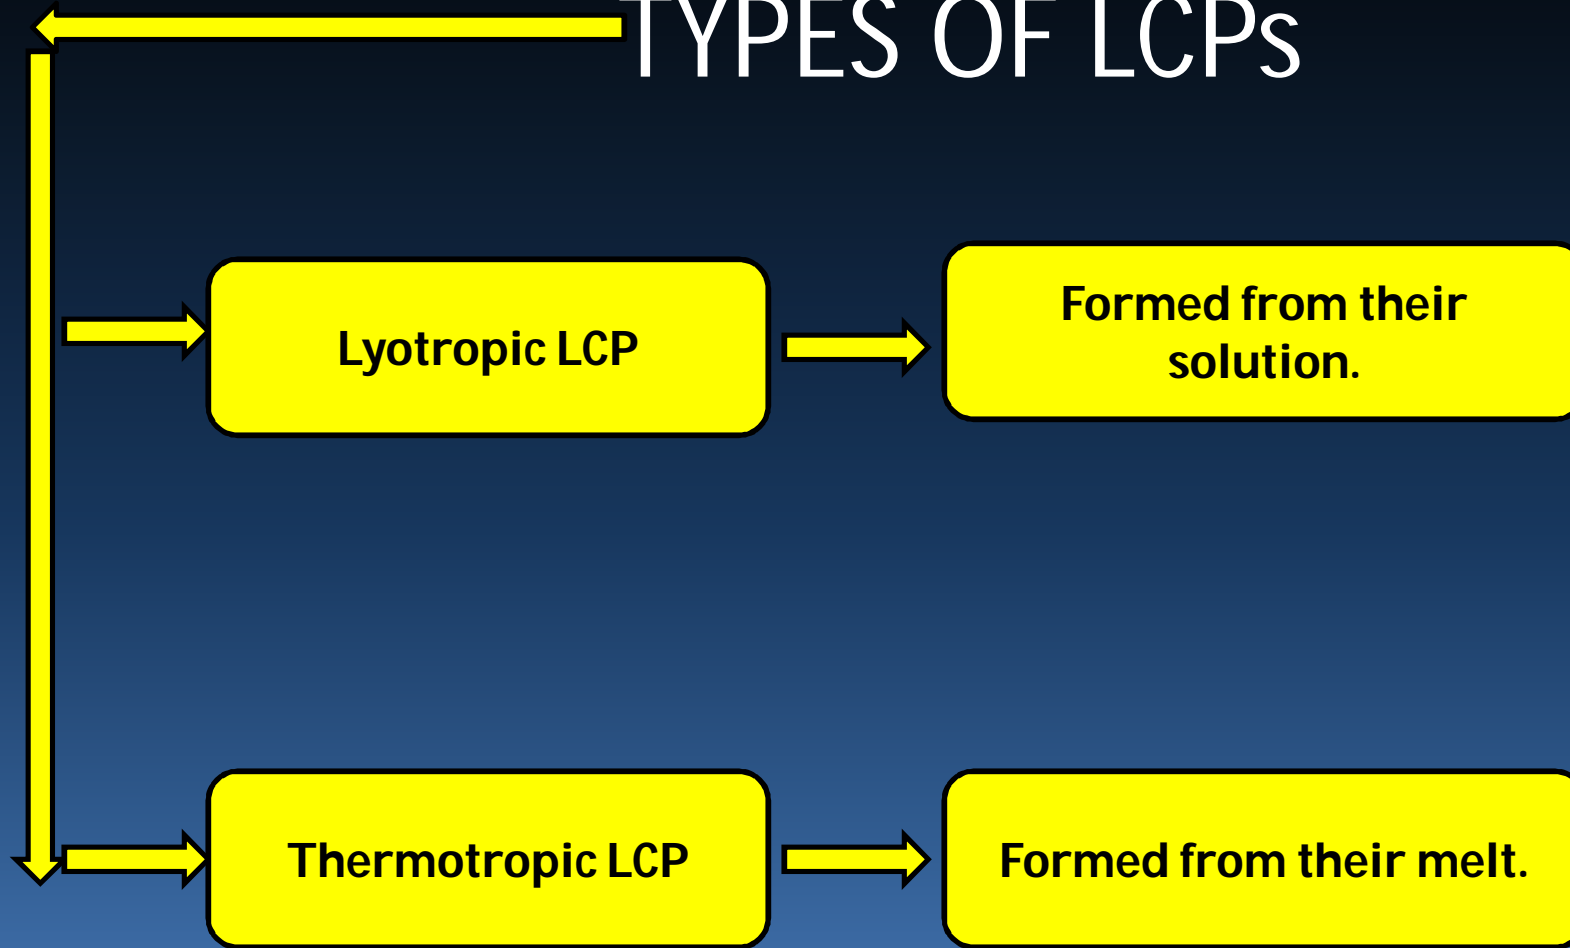 TYPES OF LCPs
Lyotropic LCP
Formed from their
solution.
Thermotropic LCP
Formed from their melt.